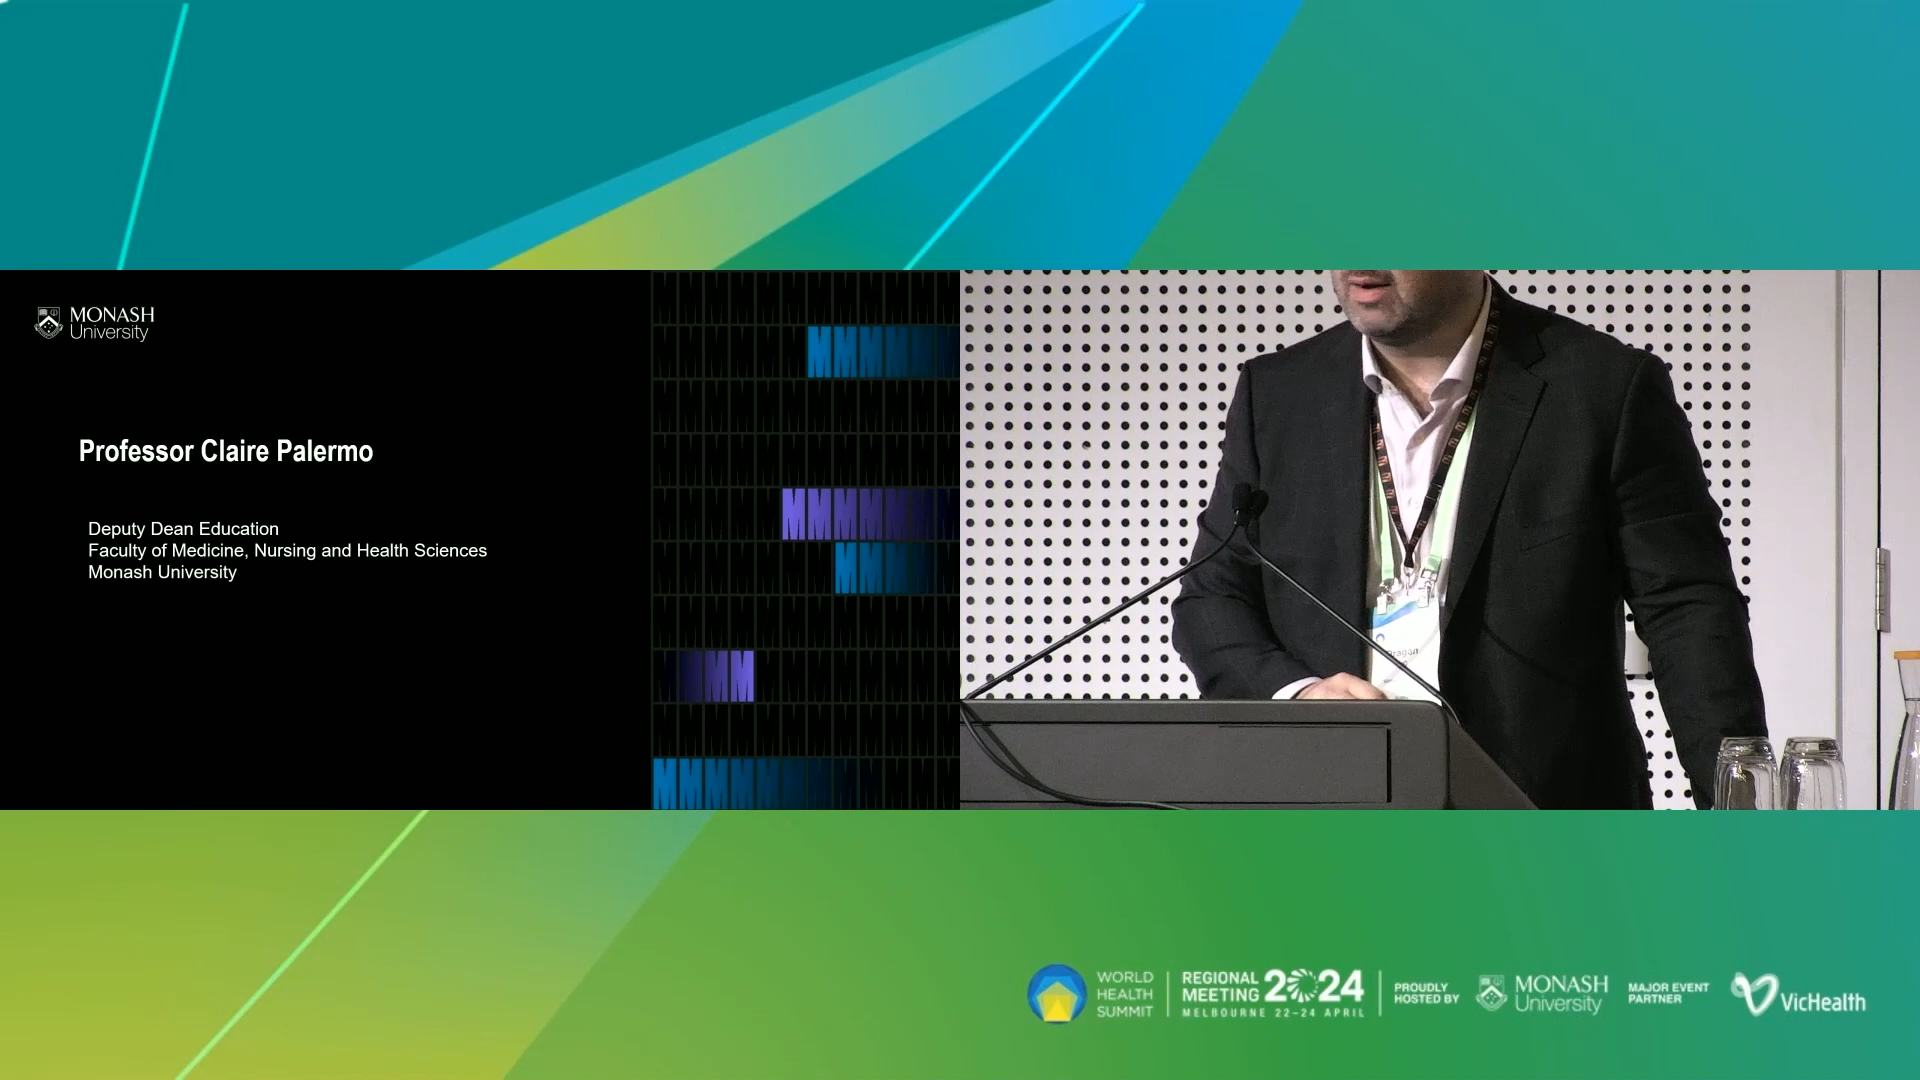 MONASH
University
Professor Claire Palermo
Deputy Dean Education
Faculty of Medicine, Nursing and Health Sciences
Monash University
Dragan
WORLD
HEALTH
SUMMIT
REGIONAL
MEETING 2024
MELBOURNE 22–24 APRIL
PROUDLY
HOSTED BY
MONASH
University
MAJOR EVENT
PARTNER
VicHealth